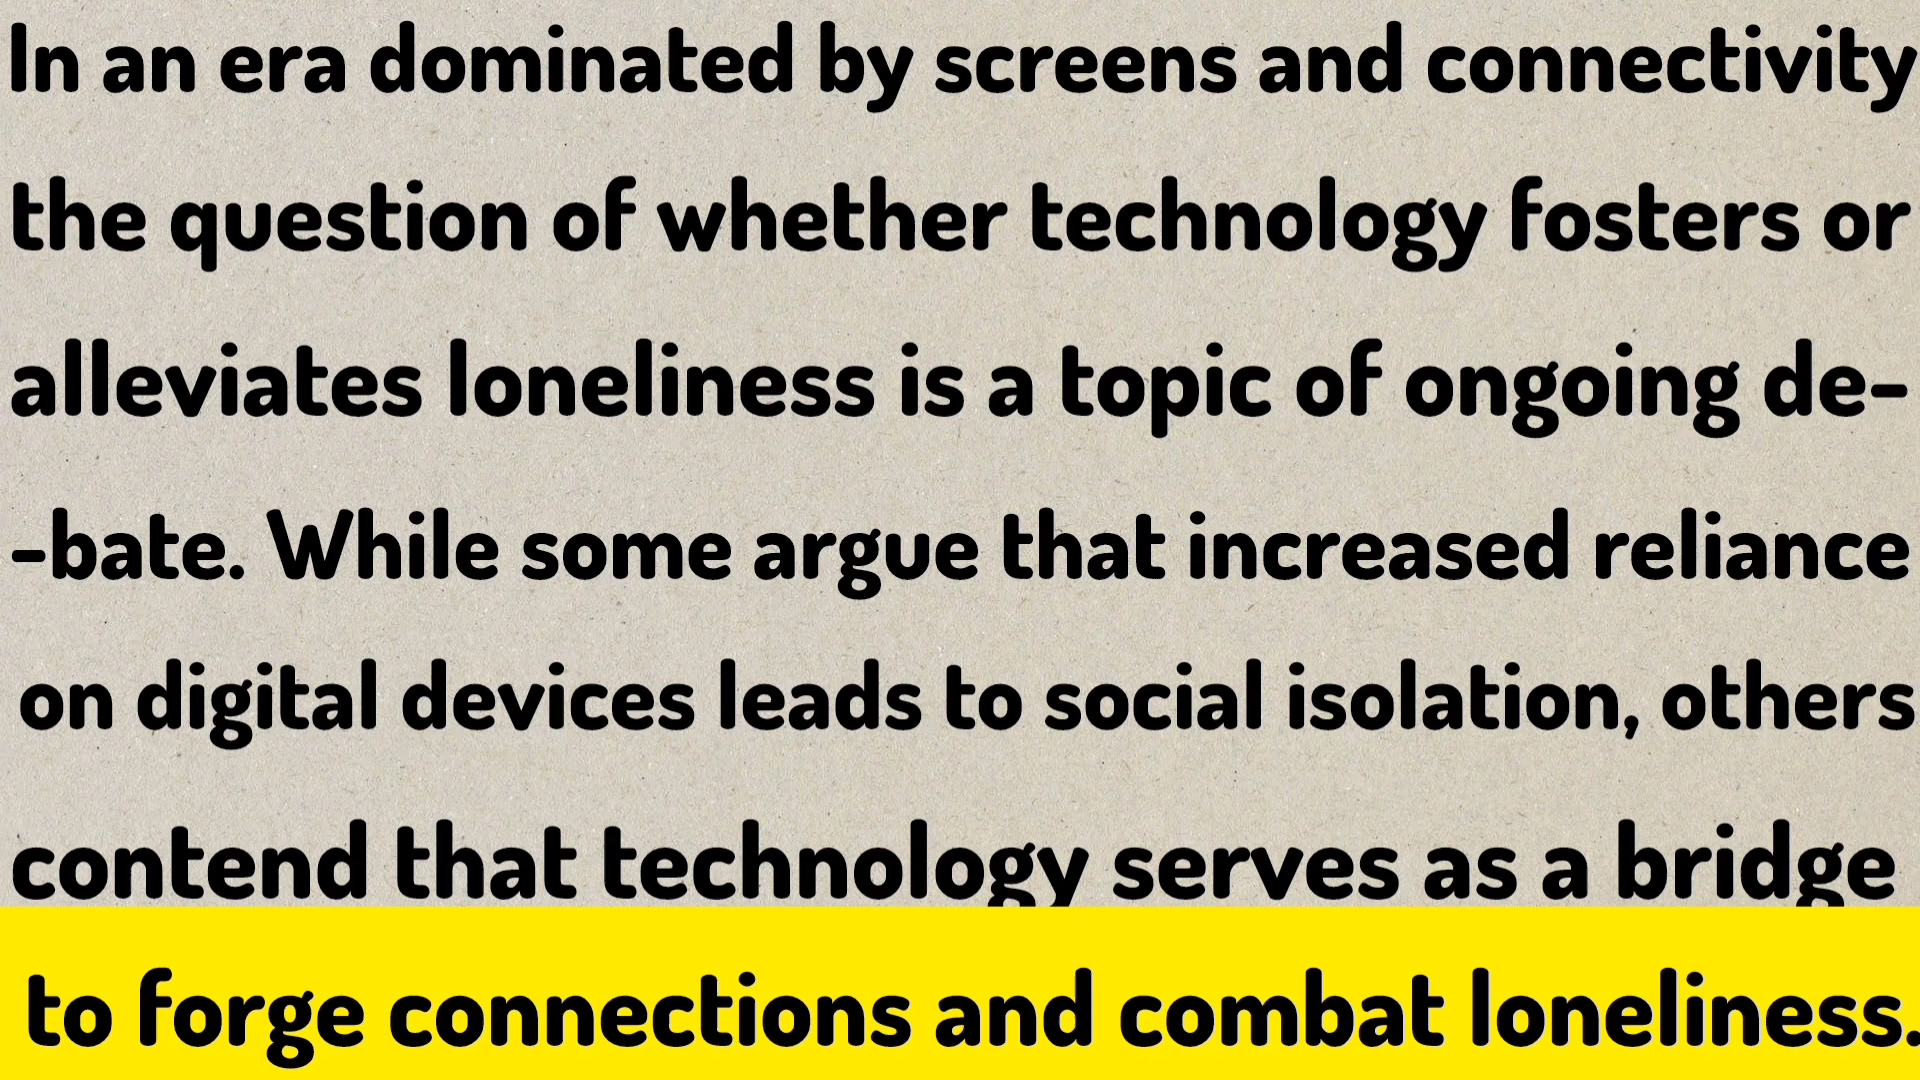 In an era dominated by screens and connectivity
the question of whether technology fosters or
alleviates loneliness is a topic of ongoing de-
-bate. While some argue that increased reliance
on digital devices leads to social isolation, others
contend that technology serves as a bridge
to forge connections and combat loneliness.